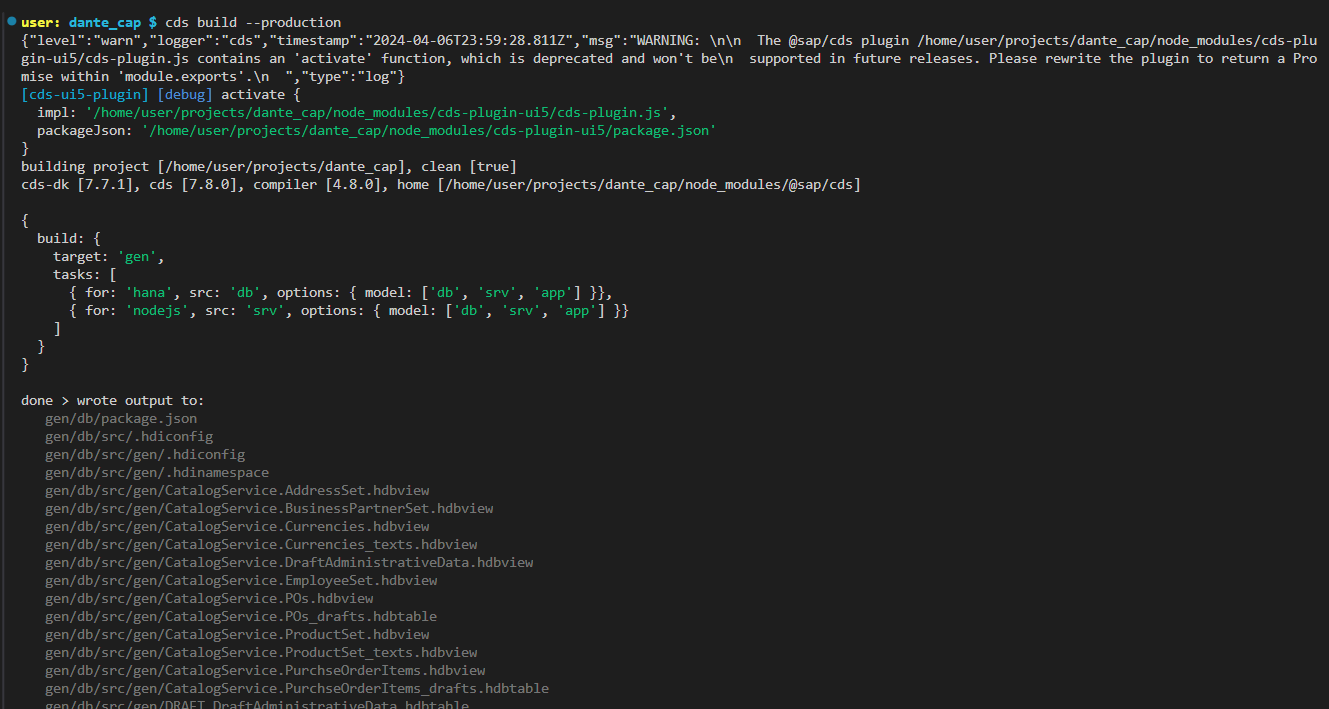 user: dante_cap $ cds build --production
{"level":"warn","logger":"cds","timestamp":"2024-04-06T23:59:28.811Z","msg":"WARNING: \n\n  The @sap/cds plugin /home/user/projects/dante_cap/node_modules/cds-plu
gin-ui5/cds-plugin.js contains an 'activate' function, which is deprecated and won't be\n  supported in future releases. Please rewrite the plugin to return a Pro
mise within 'module.exports'.\n  ","type":"log"}
[cds-ui5-plugin] [debug] activate {
  impl: '/home/user/projects/dante_cap/node_modules/cds-plugin-ui5/cds-plugin.js',
  packageJson: '/home/user/projects/dante_cap/node_modules/cds-plugin-ui5/package.json'
}
building project [/home/user/projects/dante_cap], clean [true]
cds-dk [7.7.1], cds [7.8.0], compiler [4.8.0], home [/home/user/projects/dante_cap/node_modules/@sap/cds]
{
  build: {
    target: 'gen',
    tasks: [
      { for: 'hana', src: 'db', options: { model: ['db', 'srv', 'app'] }},
      { for: 'nodejs', src: 'srv', options: { model: ['db', 'srv', 'app'] }}
    ]
  }
}
done > wrote output to:
   gen/db/package.json
   gen/db/src/.hdiconfig
   gen/db/src/gen/.hdiconfig
   gen/db/src/gen/.hdinamespace
   gen/db/src/gen/CatalogService.AddressSet.hdbview
   gen/db/src/gen/CatalogService.BusinessPartnerSet.hdbview
   gen/db/src/gen/CatalogService.Currencies.hdbview
   gen/db/src/gen/CatalogService.Currencies_texts.hdbview
   gen/db/src/gen/CatalogService.DraftAdministrativeData.hdbview
   gen/db/src/gen/CatalogService.EmployeeSet.hdbview
   gen/db/src/gen/CatalogService.POs.hdbview
   gen/db/src/gen/CatalogService.POs_drafts.hdbtable
   gen/db/src/gen/CatalogService.ProductSet.hdbview
   gen/db/src/gen/CatalogService.ProductSet_texts.hdbview
   gen/db/src/gen/CatalogService.PurchseOrderItems.hdbview
   gen/db/src/gen/CatalogService.PurchseOrderItems_drafts.hdbtable
   gen/db/src/gen/DRAFT_DraftAdministrativeData.hdbtable